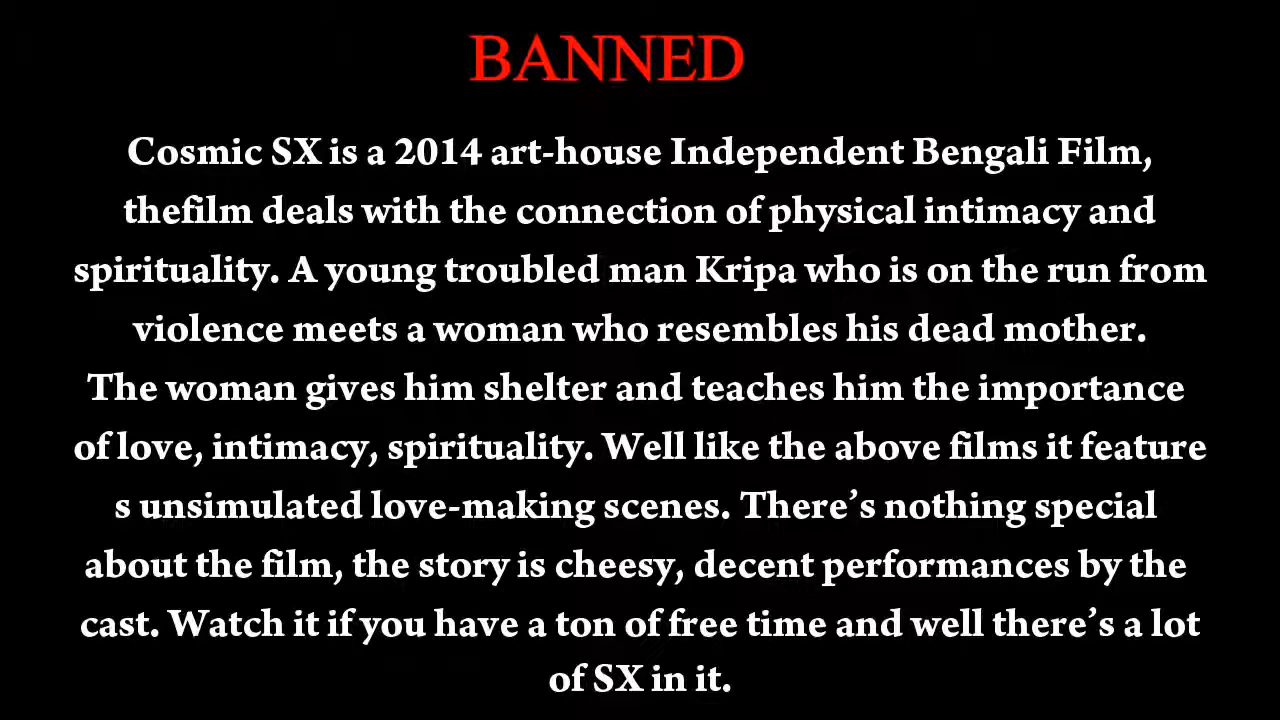 BANNED
Cosmic SX is a 2014 art-house Independent Bengali Film,
thefilm deals with the connection of physical intimacy and
spirituality. A young troubled man Kripa who is on the run from
violence meets a woman who resembles his dead mother.
The woman gives him shelter and teaches him the importance
of love, intimacy, spirituality. Well like the above films it feature
s unsimulated love-making scenes. There’s nothing special
about the film, the story is cheesy, decent performances by the
cast. Watch it if you have a ton of free time and well there’s a lot
of SX in it.